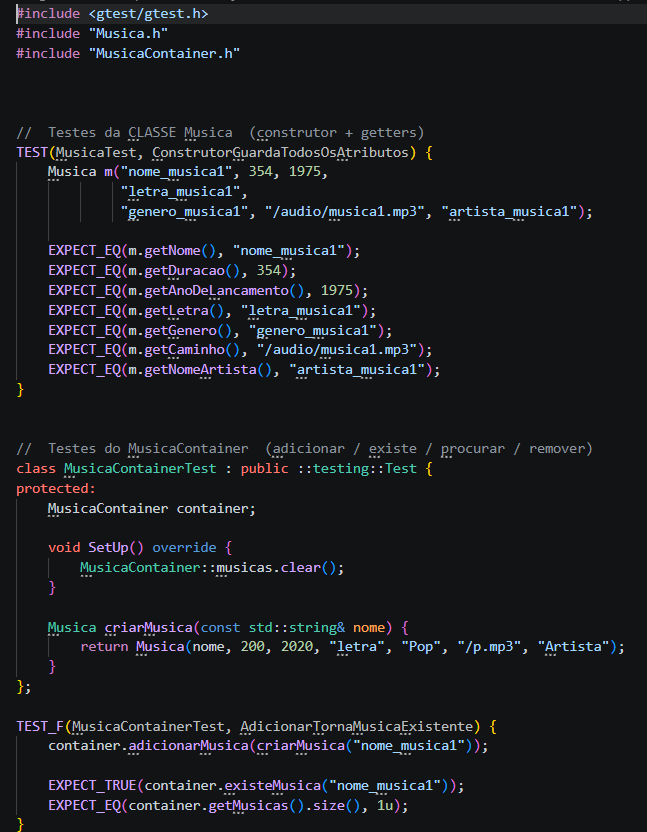 #include <gtest/gtest.h>
#include "Musica.h"
#include "MusicaContainer.h"
//  Testes da CLASSE Musica  (construtor + getters)
TEST(MusicaTest, ConstrutorGuardaTodosOsAtributos) {
    Musica m("nome_musica1", 354, 1975,
             "letra_musica1",
             "genero_musica1", "/audio/musica1.mp3", "artista_musica1");
    EXPECT_EQ(m.getNome(), "nome_musica1");
    EXPECT_EQ(m.getDuracao(), 354);
    EXPECT_EQ(m.getAnoDeLancamento(), 1975);
    EXPECT_EQ(m.getLetra(), "letra_musica1");
    EXPECT_EQ(m.getGenero(), "genero_musica1");
    EXPECT_EQ(m.getCaminho(), "/audio/musica1.mp3");
    EXPECT_EQ(m.getNomeArtista(), "artista_musica1");
}
//  Testes do MusicaContainer  (adicionar / existe / procurar / remover)
class MusicaContainerTest : public ::testing::Test {
protected:
    MusicaContainer container;
    void SetUp() override {
        MusicaContainer::musicas.clear();
    }
    Musica criarMusica(const std::string& nome) {
        return Musica(nome, 200, 2020, "letra", "Pop", "/p.mp3", "Artista");
    }
};
TEST_F(MusicaContainerTest, AdicionarTornaMusicaExistente) {
    container.adicionarMusica(criarMusica("nome_musica1"));
    EXPECT_TRUE(container.existeMusica("nome_musica1"));
    EXPECT_EQ(container.getMusicas().size(), 1u);
}